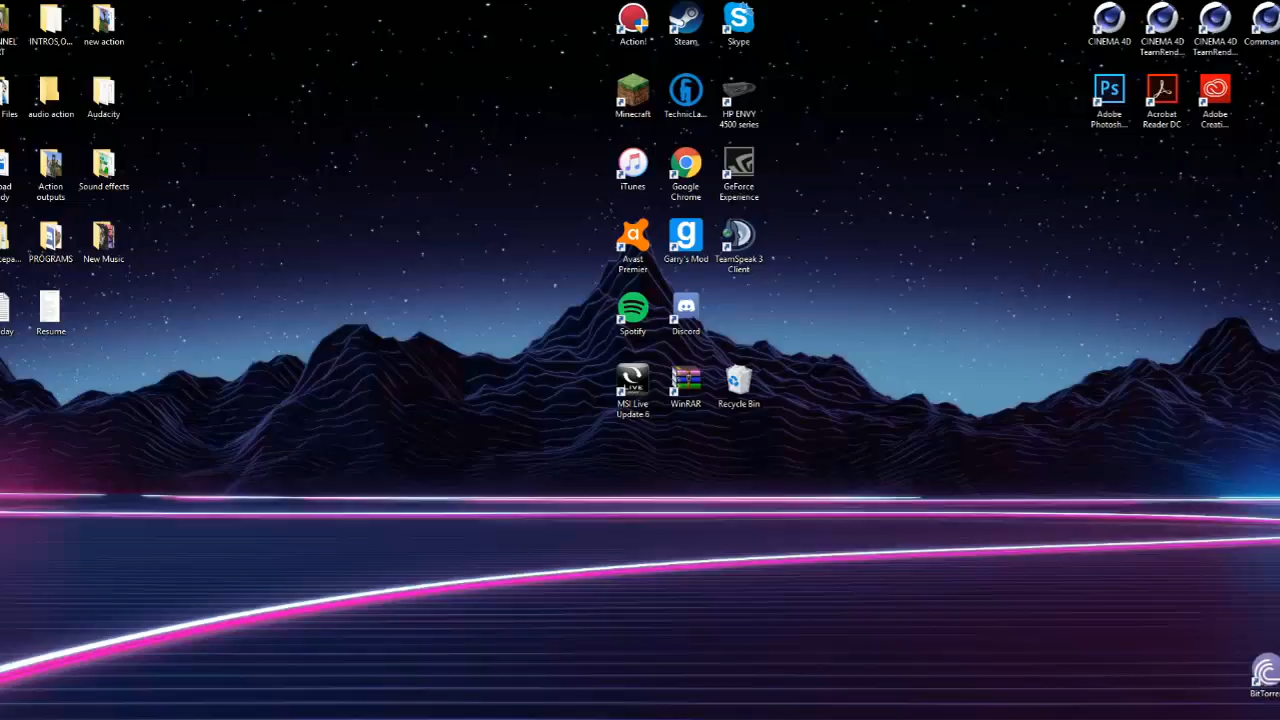 INTROS,O...
new action
Action!
Steam
Skype
CINEMA 4D
CINEMA 4D
TeamRend...
CINEMA 4D
TeamRend...
Files
audio action
Audacity
Minecraft
TechnicLa...
HP ENVY
4500 series
Adobe
Photosh...
Acrobat
Reader DC
Adobe
Creati...
Action
outputs
Sound effects
iTunes
Google
Chrome
GeForce
Experience
PROGRAMS
New Music
Avast
Premier
Garry's Mod
TeamSpeak 3
Client
Resume
Spotify
Discord
MSI Live
Update 6
WinRAR
Recycle Bin